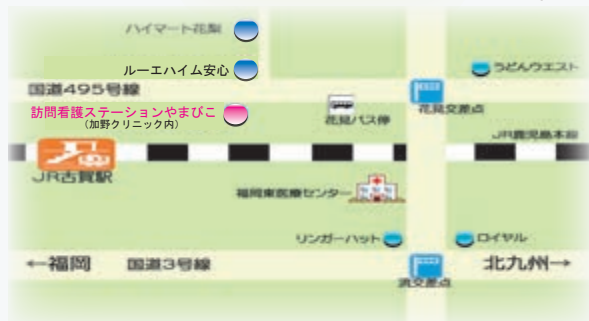 ハイマート花梨
ルーエハイム安心
うどんウエスト
国道495号線
訪問看護ステーションやまびこ
(加野クリニック内)
花見バス停
花見交差点
JR鹿児島本線
JR古賀駅
福岡東医療センター
リンガーハット
ロイヤル
←福岡
国道3号線
北九州→